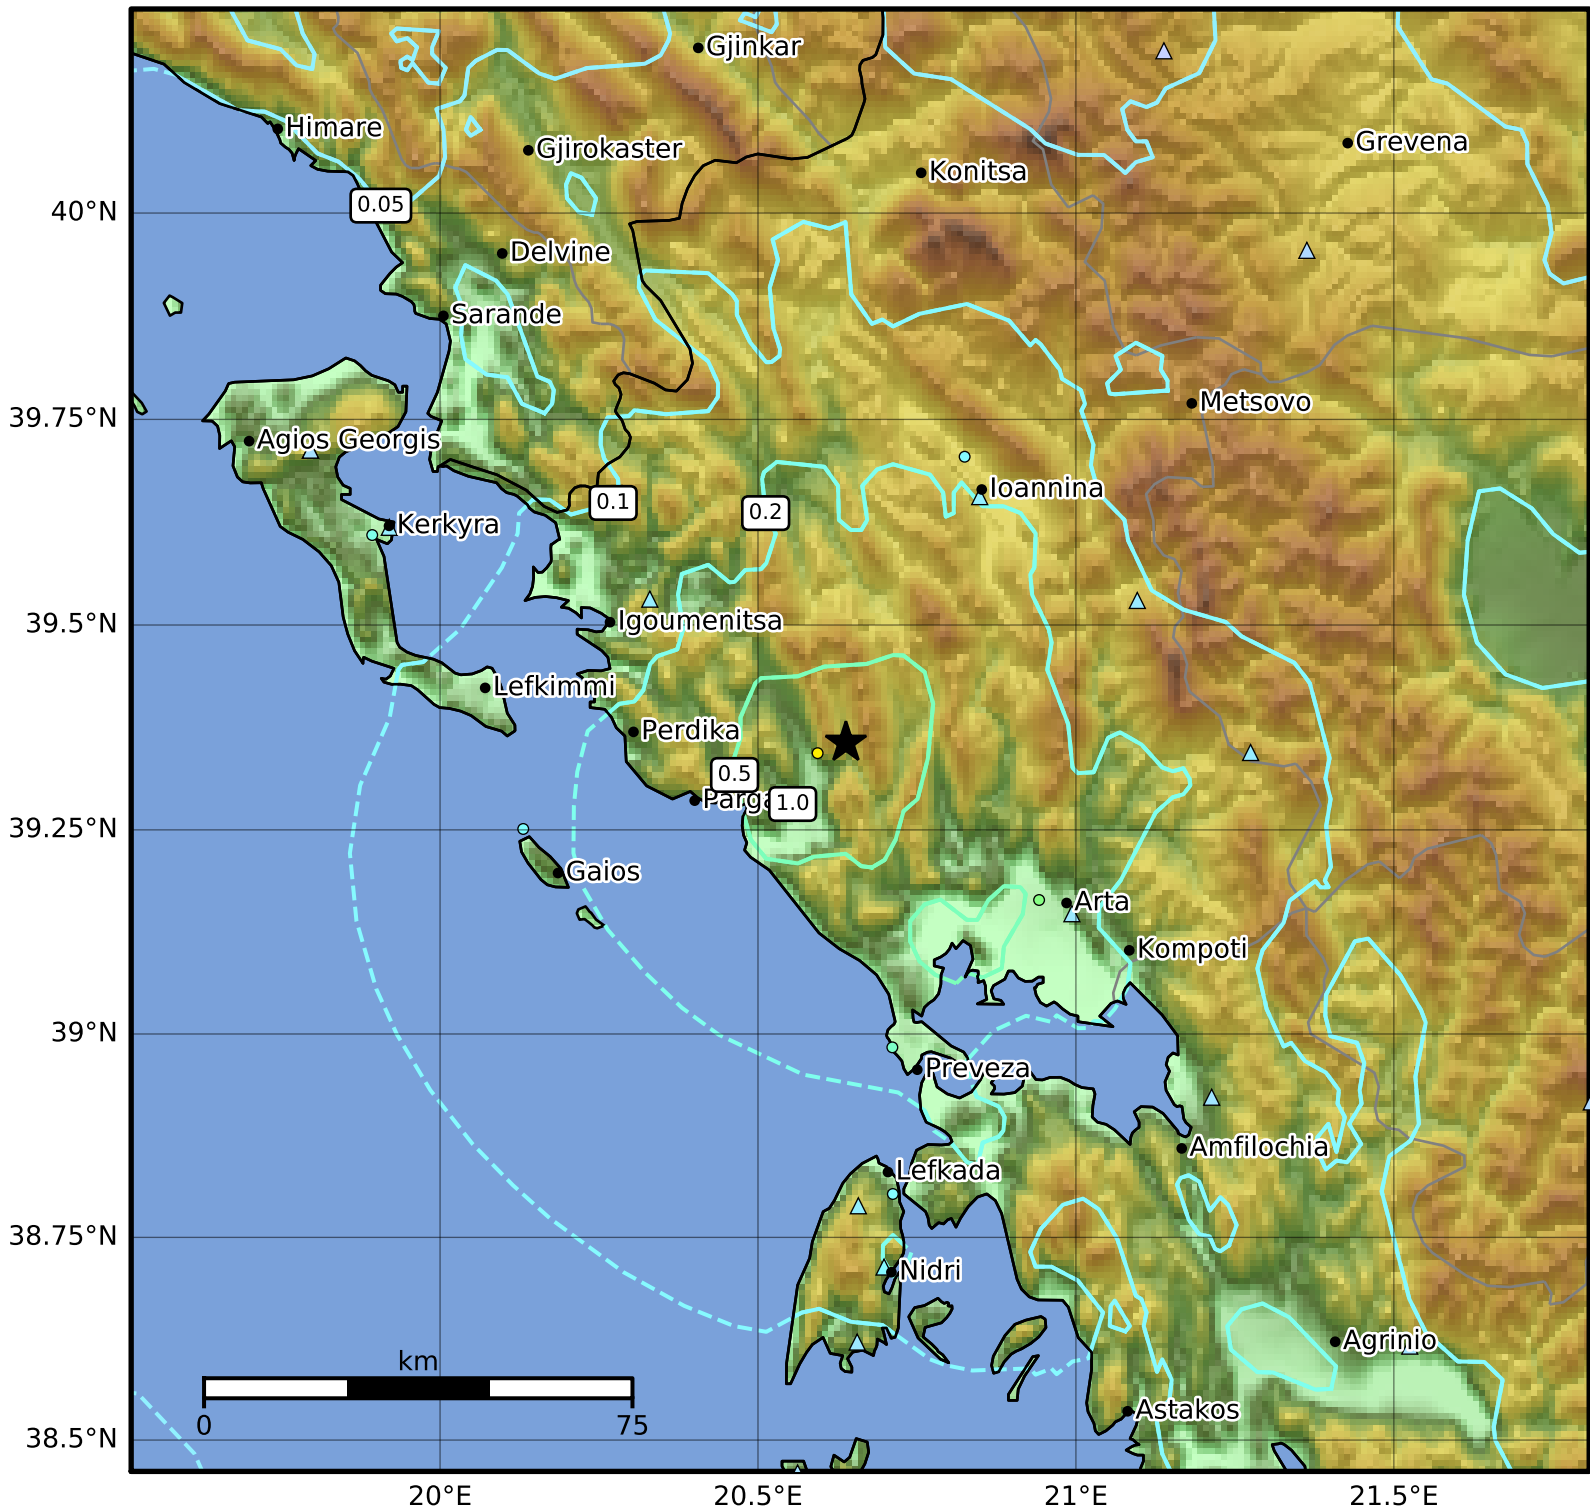 Gjinkar
Himare
Gjirokaster
Grevena
Konitsa
0.05
40°N
Delvine
Sarande
39.75°N
Metsovo
Agios Georgis
Ioannina
0.1
0.2
Kerkyra
39.5°N
Igoumenitsa
Lefkimmi
Perdika
0.5
Parga
1.0
39.25°N
Gaios
Arta
Kompoti
39°N
Preveza
Amfilochia
Lefkada
38.75°N
Nidri
Agrinio
km
0
75
Astakos
38.5°N
20°E
20.5°E
21°E
21.5°E